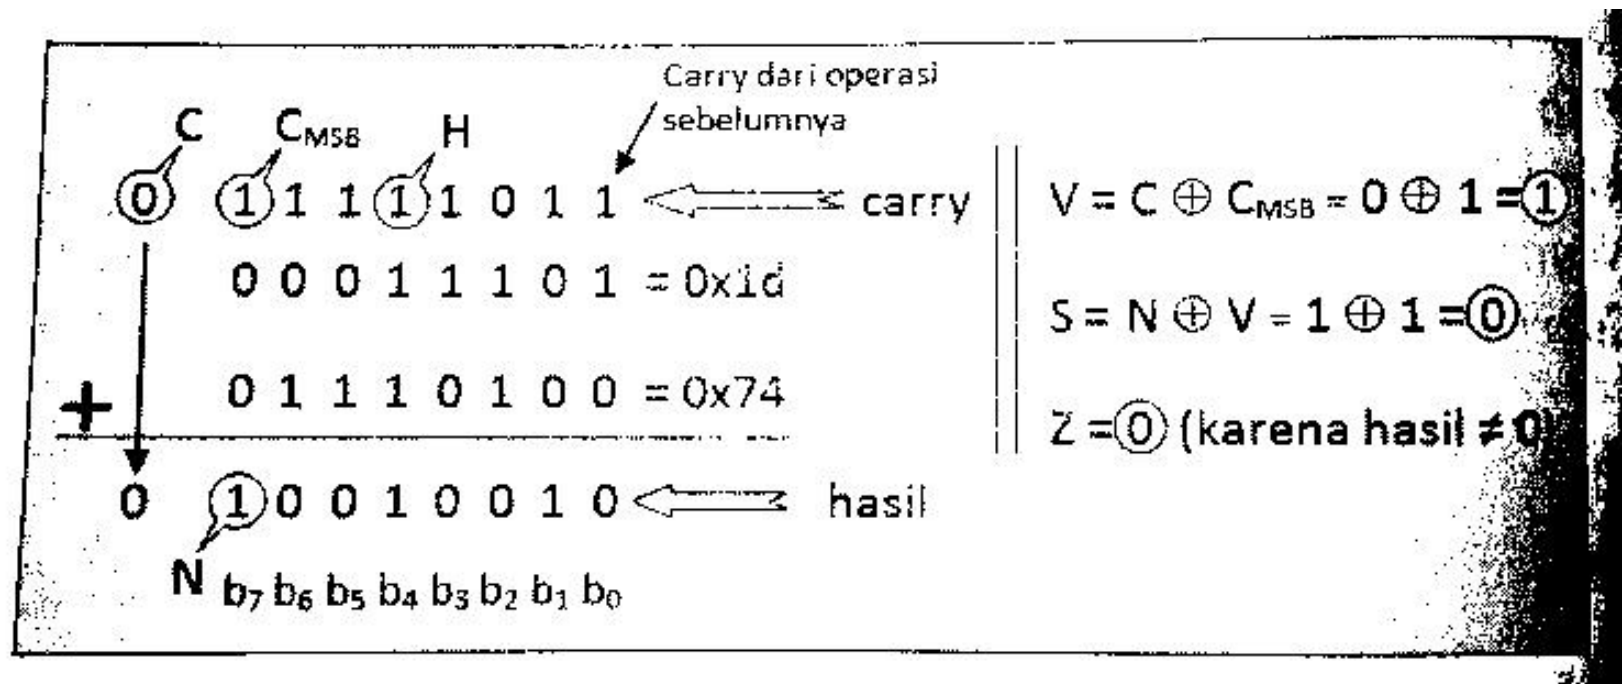 Carry dari operasi
sebelumnya
C C_MSB H
0 1 1 1 1 1 0 1 1 carry
0 0 0 1 1 1 0 1 = 0x1d
0 1 1 1 0 1 0 0 = 0x74
+
0 1 0 0 1 0 0 1 0 hasil
N b₇ b₆ b₅ b₄ b₃ b₂ b₁ b₀
V = C ⊕ C_MSB = 0 ⊕ 1 = 1
S = N ⊕ V = 1 ⊕ 1 = 0
Z = 0 (karena hasil ≠ 0)